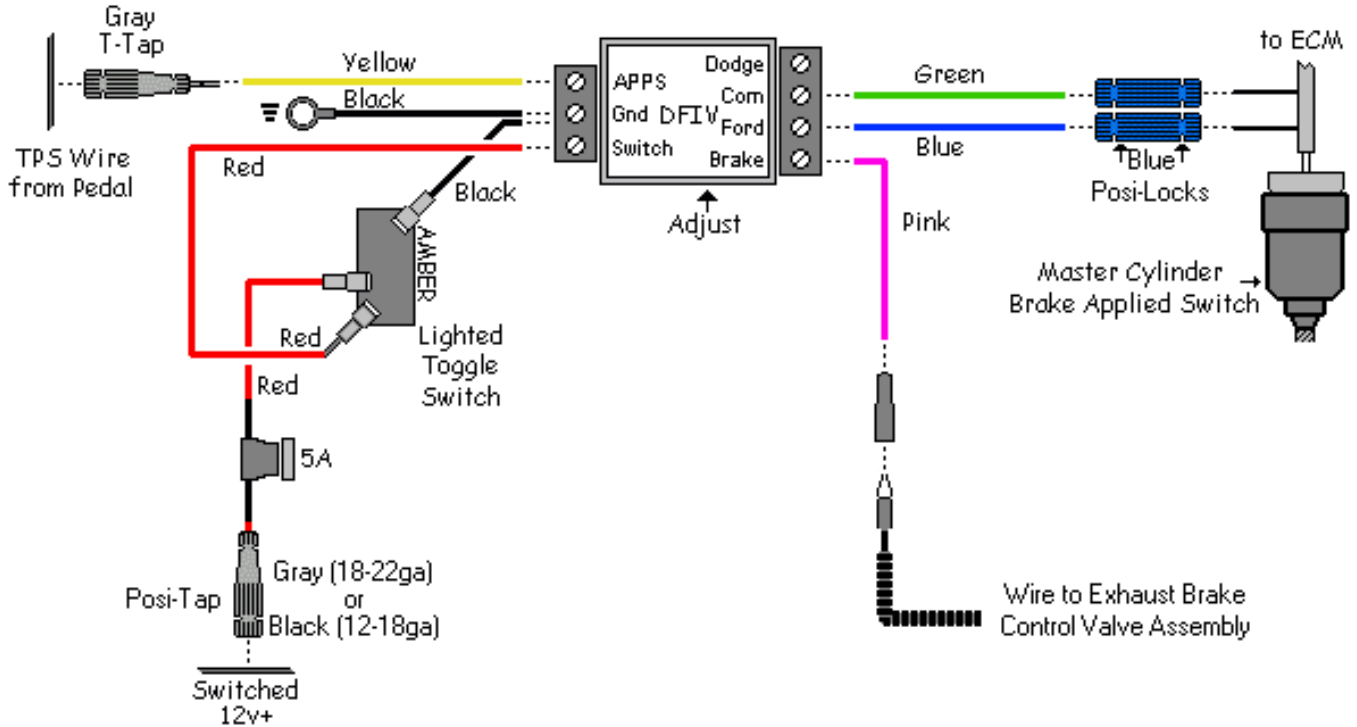 Gray
T-Tap
TPS Wire
from Pedal
Yellow
Black
Red
Black
APPS
Gnd
Switch
DFIV
Dodge
Com
Ford
Brake
Adjust
Green
Blue
Pink
to ECM
Blue
Posi-Locks
Master Cylinder
Brake Applied Switch
AMBER
Lighted
Toggle
Switch
Red
Red
5A
Posi-Tap
Gray (18-22ga)
or
Black (12-18ga)
Switched
12v+
Wire to Exhaust Brake
Control Valve Assembly